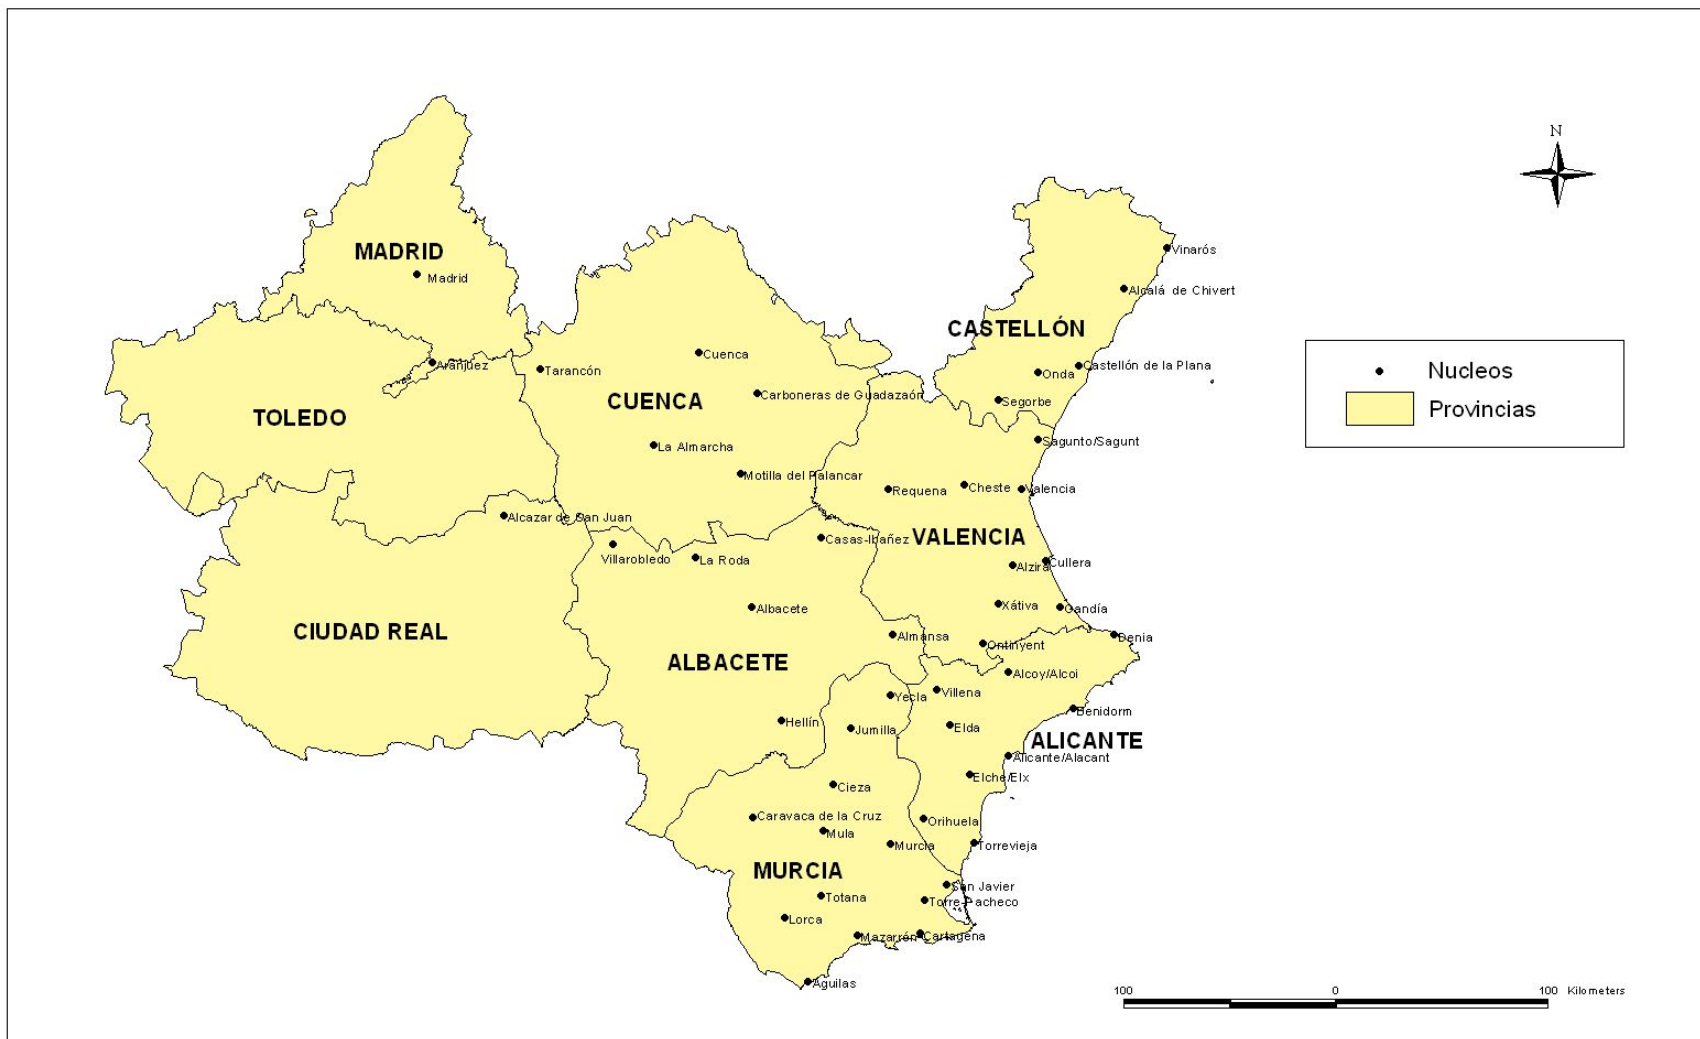 N
Vinarós
MADRID
Madrid
Alcalá de Chivert
CASTELLÓN
Cuenca
Aranjuez
Tarancón
Castellón de la Plana
Onda
Nucleos
Carboneras de Guadazaón
CUENCA
Segorbe
Provincias
TOLEDO
La Almarcha
Sagunto/Sagunt
Motilla del Palancar
Requena
Cheste
Valencia
Alcazar de San Juan
Casas-Ibañez
VALENCIA
Villarobledo
La Roda
Alzira
Cullera
Albacete
Xátiva
Gandía
CIUDAD REAL
Almansa
Denia
Ontinyent
ALBACETE
Alcoy/Alcoi
Yecla
Villena
Benidorm
Hellín
Jumilla
Elda
ALICANTE
Alicante/Alacant
Elche/Elx
Cieza
Caravaca de la Cruz
Orihuela
Mula
Murcia
Torrevieja
MURCIA
San Javier
Totana
Torre-Pacheco
Lorca
Mazarrón
Cartagena
Aguilas
100 0 100 Kilometers